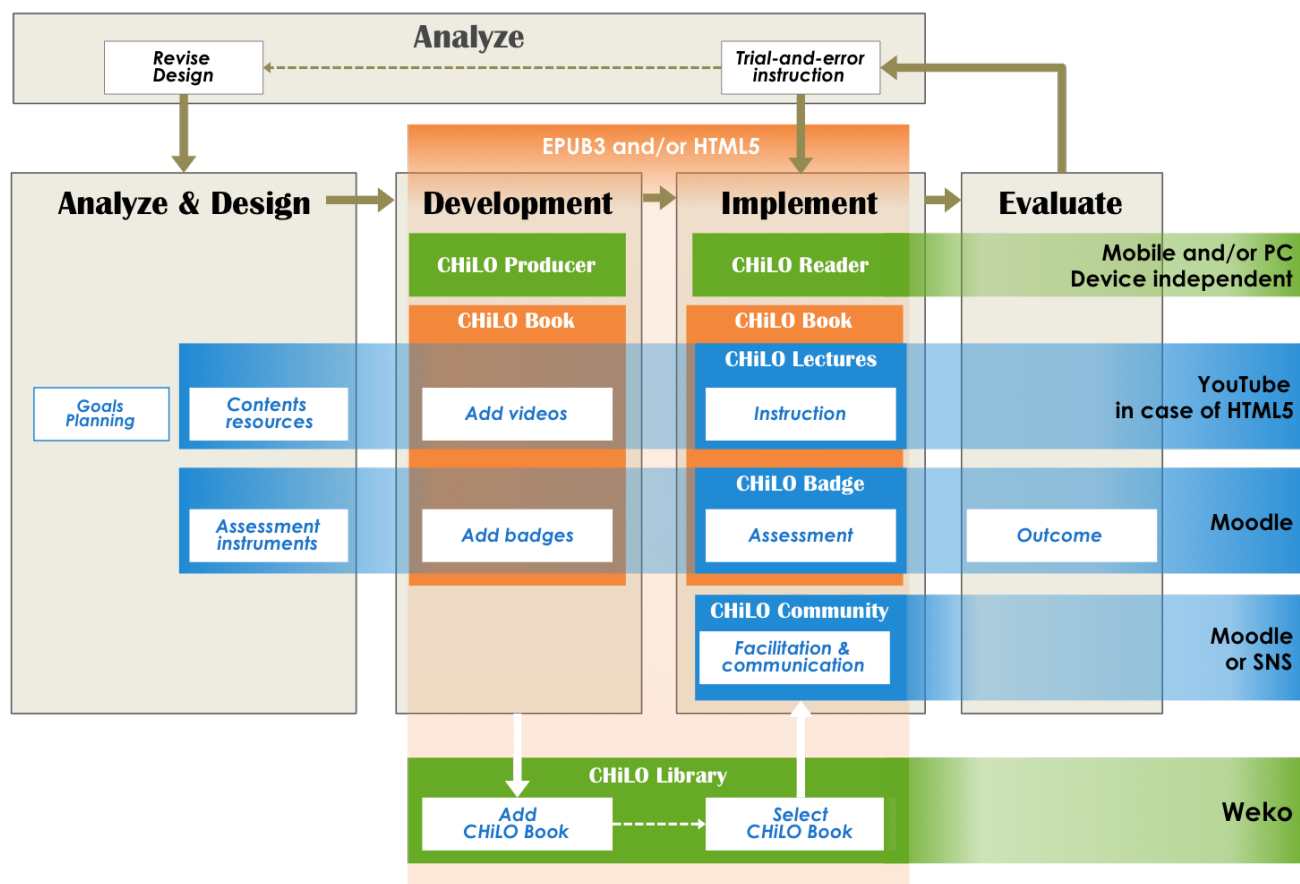 Analyze
Revise
Design
Trial-and-error
instruction
EPUB3 and/or HTML5
Analyze & Design
Development
Implement
Evaluate
CHiLO Producer
CHiLO Reader
Mobile and/or PC
Device independent
CHiLO Book
CHiLO Book
CHiLO Lectures
YouTube
in case of HTML5
Goals
Planning
Contents
resources
Add videos
Instruction
CHiLO Badge
Moodle
Assessment
instruments
Add badges
Assessment
Outcome
CHiLO Community
Moodle
or SNS
Facilitation &
communication
CHiLO Library
Weko
Add
CHiLO Book
Select
CHiLO Book